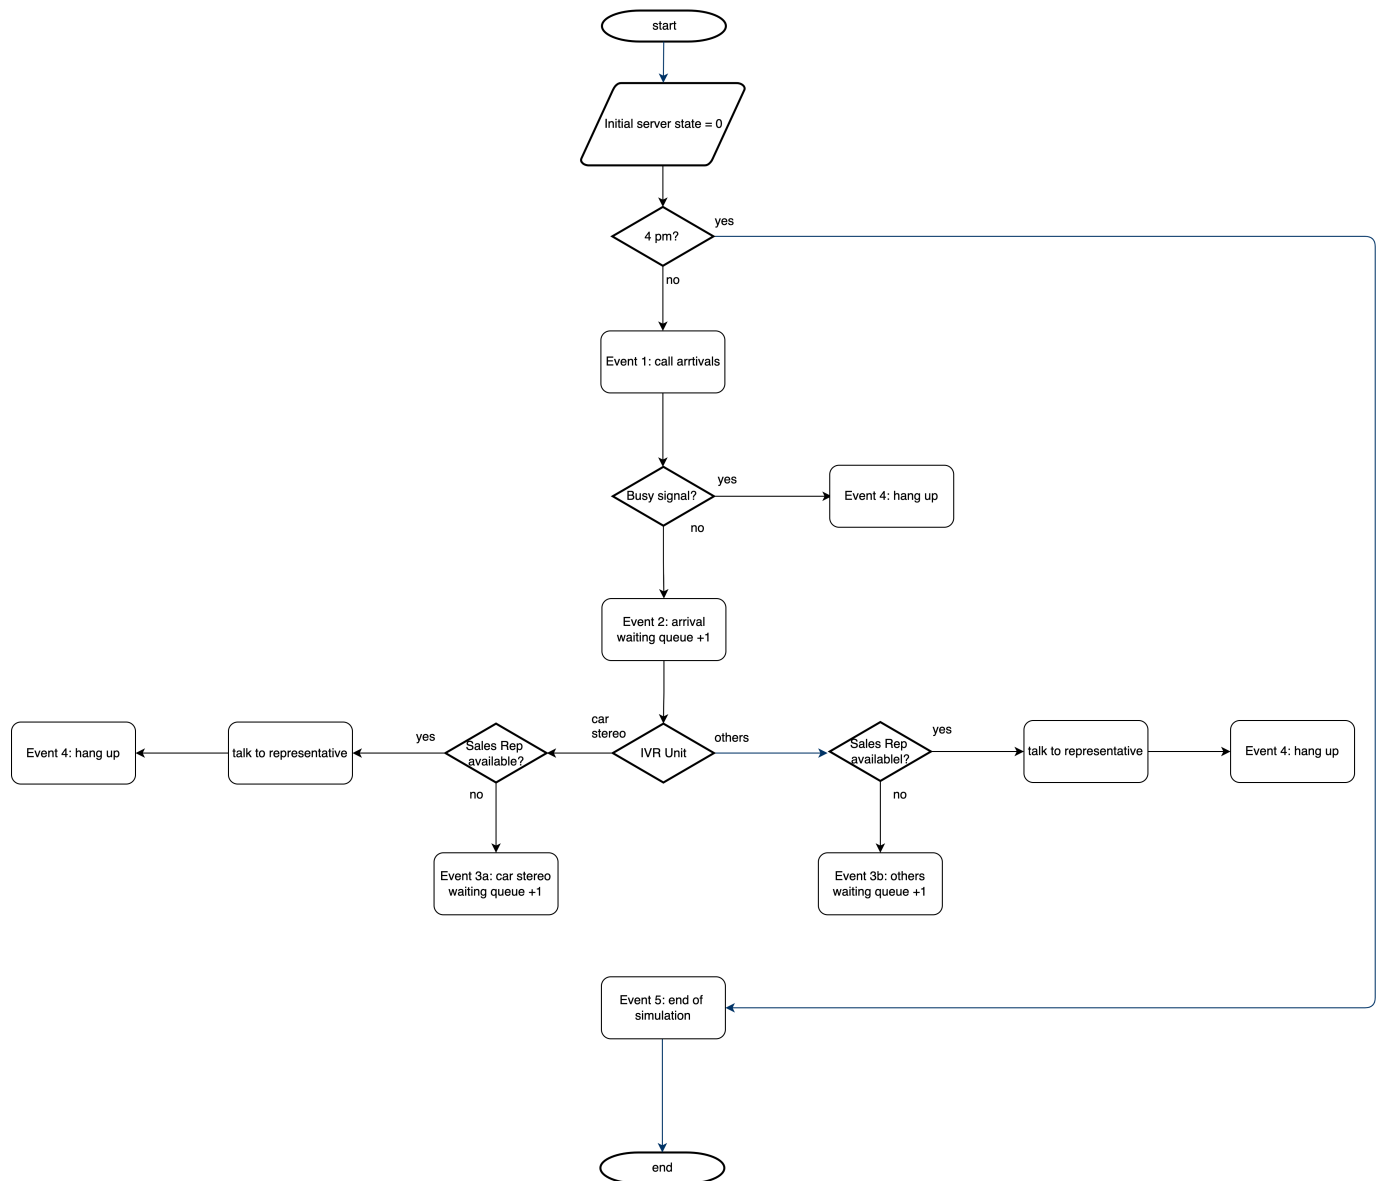 start
Initial server state = 0
4 pm?
yes
no
Event 1: call arrtivals
Busy signal?
yes
Event 4: hang up
no
Event 2: arrival
waiting queue +1
Event 4: hang up
talk to representative
yes
Sales Rep
available?
car
stereo
IVR Unit
others
Sales Rep
availablel?
yes
talk to representative
Event 4: hang up
no
no
Event 3a: car stereo
waiting queue +1
Event 3b: others
waiting queue +1
Event 5: end of
simulation
end